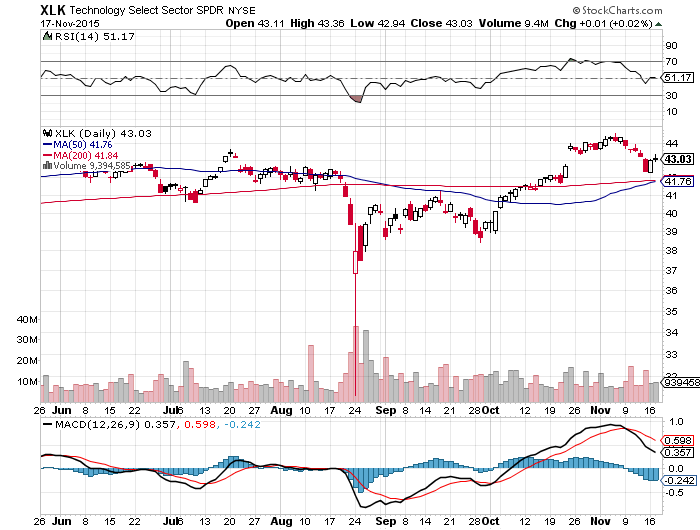 XLK Technology Select Sector SPDR NYSE © StockCharts.com
17-Nov-2015 Open 43.11 High 43.36 Low 42.94 Close 43.03 Volume 9.4M Chg +0.01 (+0.02%)
RSI(14) 51.17
90
70
51.17
30
10
XLK (Daily) 43.03
MA(50) 41.76
MA(200) 41.84
Volume 9,394,585
44
43.03
41.76
41
40
39
38
37
36
35
34
33
40M
30M
20M
10M
939458
26 Jun 8 15 22 Jul 6 13 20 27 Aug 10 17 24 Sep 8 14 21 28 Oct 12 19 26 Nov 9 16
MACD(12,26,9) 0.357, 0.598, -0.242
1.0
0.598
0.357
0.0
-0.242
-0.5
26 Jun 8 15 22 Jul 6 13 20 27 Aug 10 17 24 Sep 8 14 21 28 Oct 12 19 26 Nov 9 16